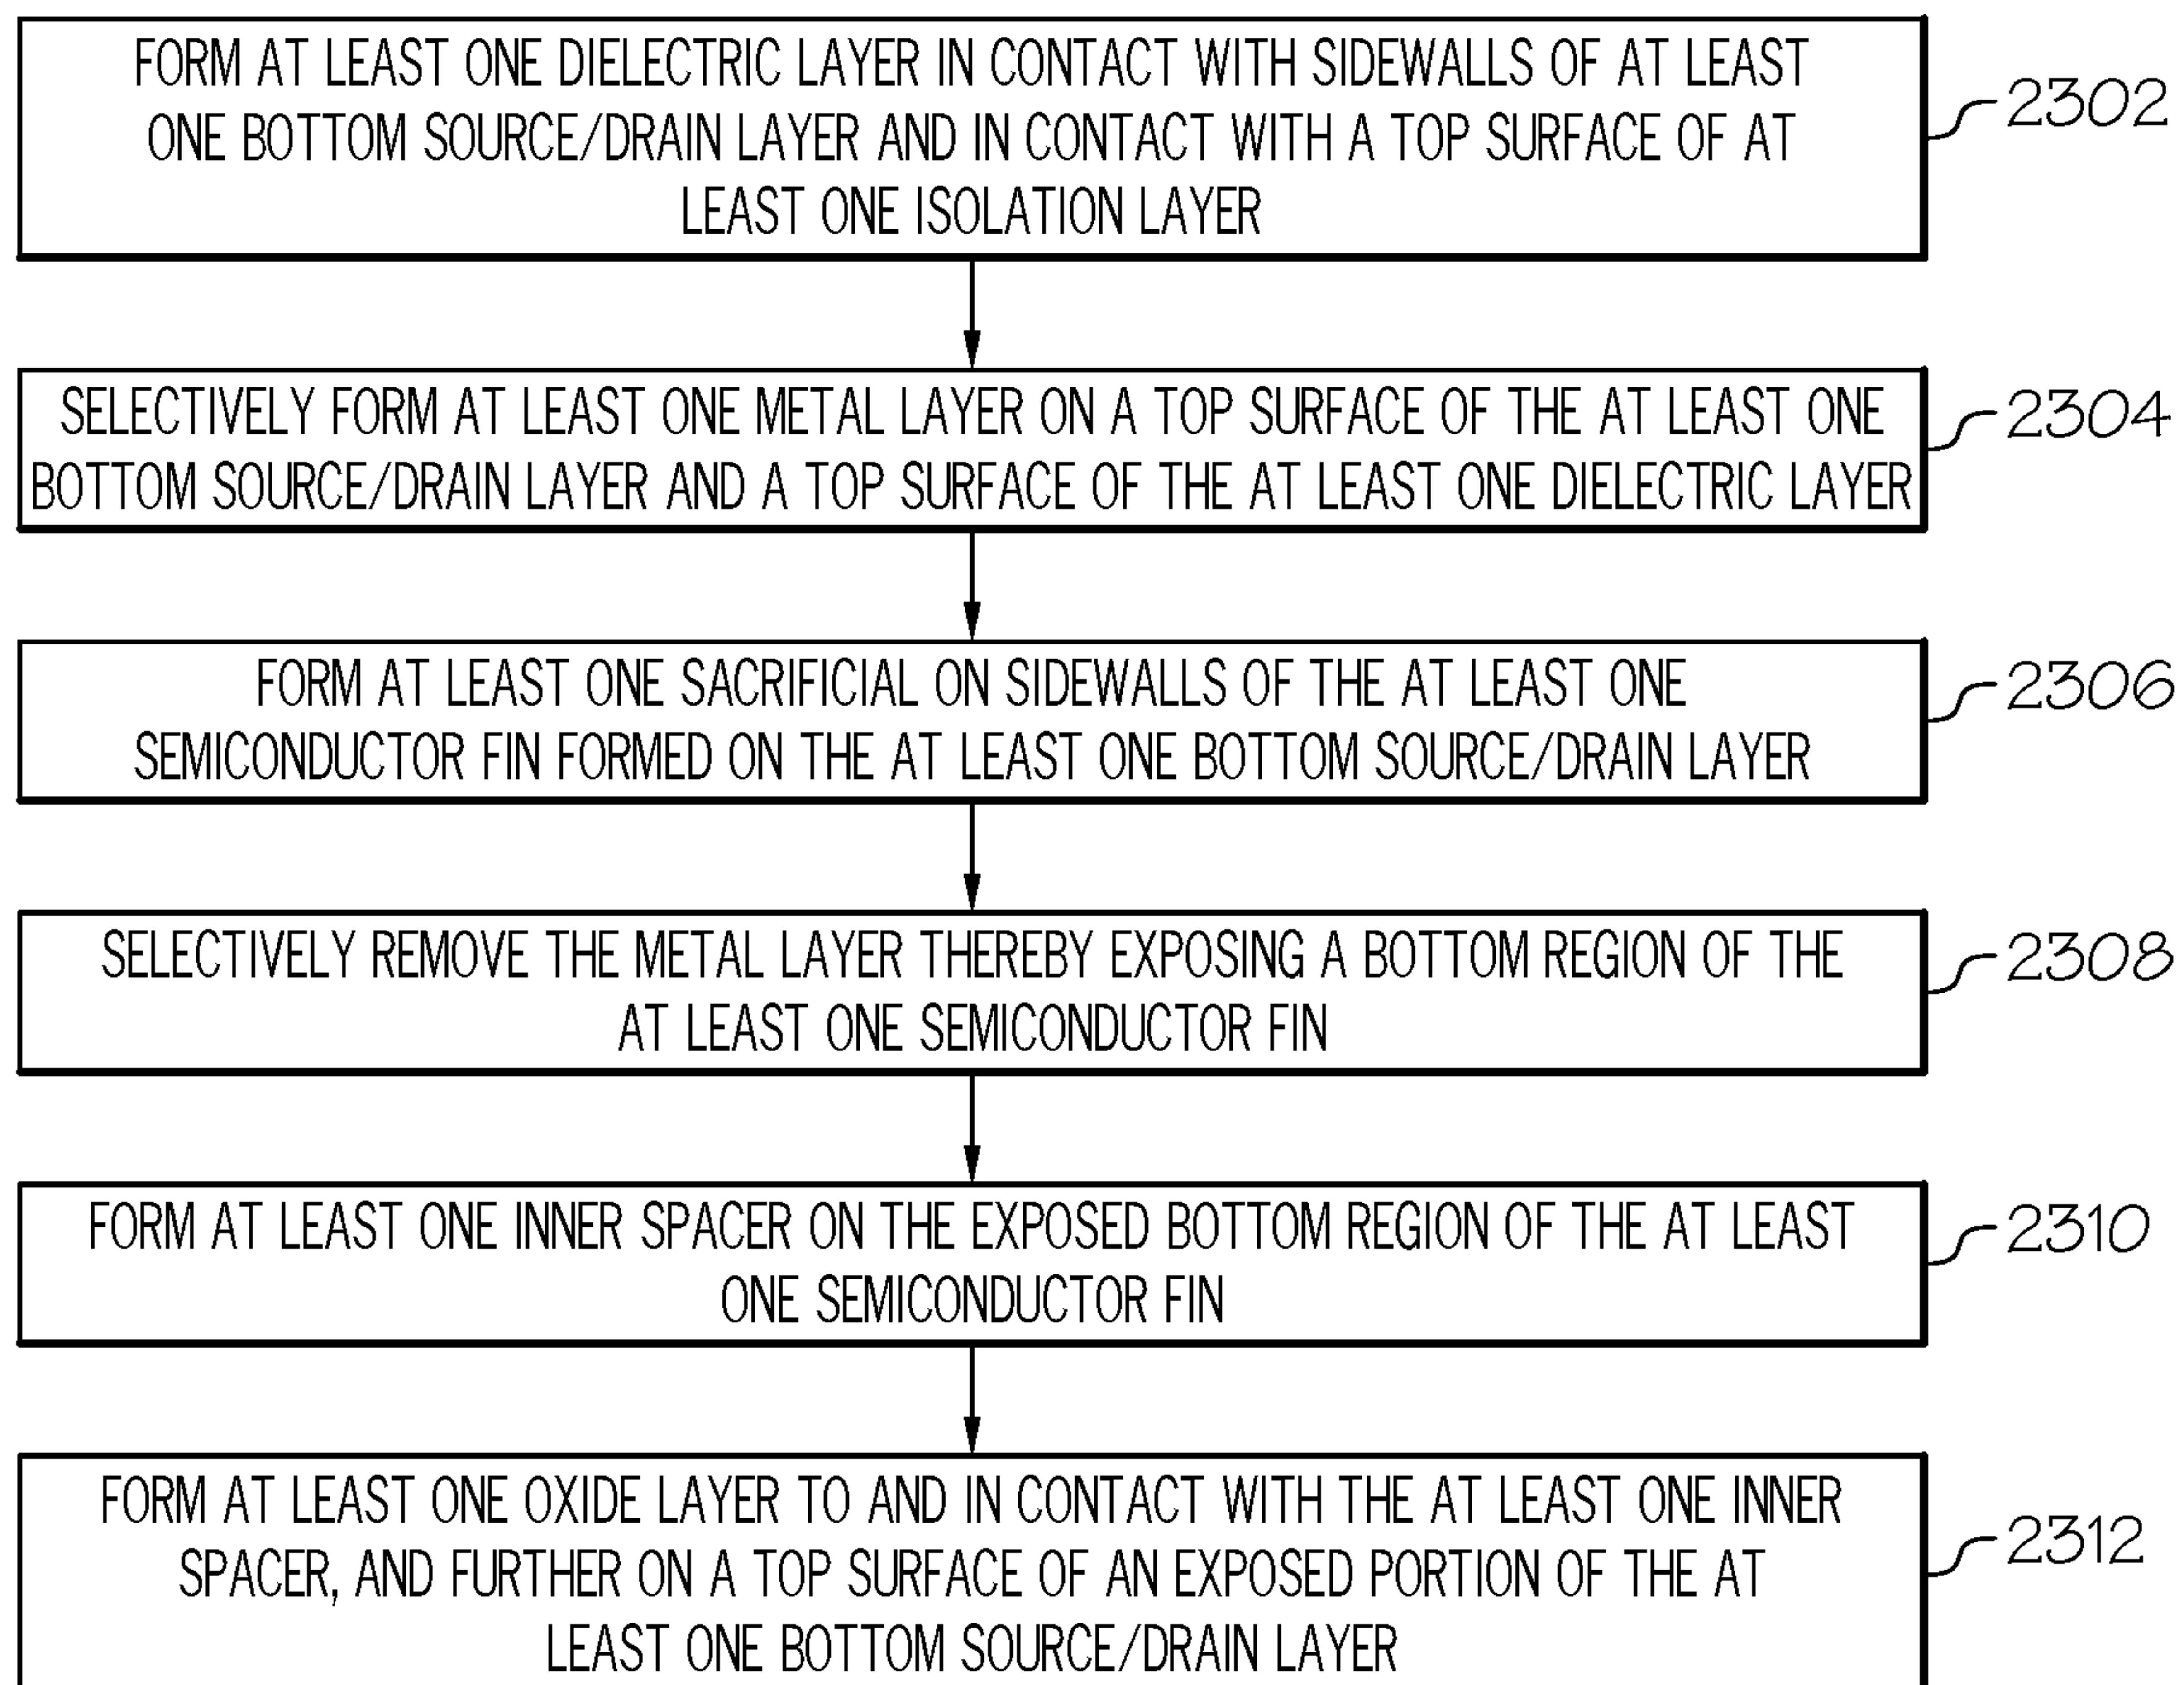 FORM AT LEAST ONE DIELECTRIC LAYER IN CONTACT WITH SIDEWALLS OF AT LEAST
ONE BOTTOM SOURCE/DRAIN LAYER AND IN CONTACT WITH A TOP SURFACE OF AT
LEAST ONE ISOLATION LAYER
2302
SELECTIVELY FORM AT LEAST ONE METAL LAYER ON A TOP SURFACE OF THE AT LEAST ONE
BOTTOM SOURCE/DRAIN LAYER AND A TOP SURFACE OF THE AT LEAST ONE DIELECTRIC LAYER
2304
FORM AT LEAST ONE SACRIFICIAL ON SIDEWALLS OF THE AT LEAST ONE
SEMICONDUCTOR FIN FORMED ON THE AT LEAST ONE BOTTOM SOURCE/DRAIN LAYER
2306
SELECTIVELY REMOVE THE METAL LAYER THEREBY EXPOSING A BOTTOM REGION OF THE
AT LEAST ONE SEMICONDUCTOR FIN
2308
FORM AT LEAST ONE INNER SPACER ON THE EXPOSED BOTTOM REGION OF THE AT LEAST
ONE SEMICONDUCTOR FIN
2310
FORM AT LEAST ONE OXIDE LAYER TO AND IN CONTACT WITH THE AT LEAST ONE INNER
SPACER, AND FURTHER ON A TOP SURFACE OF AN EXPOSED PORTION OF THE AT
LEAST ONE BOTTOM SOURCE/DRAIN LAYER
2312